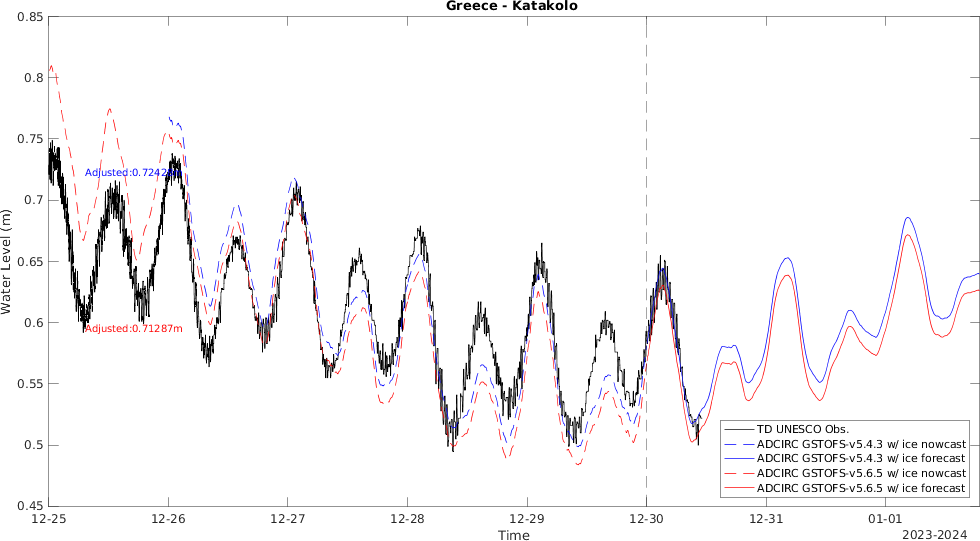 Greece - Katakolo
Water Level (m)
0.85
0.8
0.75
0.7
0.65
0.6
0.55
0.5
0.45
Adjusted:0.7242
Adjusted:0.71287m
TD UNESCO Obs.
ADCIRC GSTOFS-v5.4.3 w/ ice nowcast
ADCIRC GSTOFS-v5.4.3 w/ ice forecast
ADCIRC GSTOFS-v5.6.5 w/ ice nowcast
ADCIRC GSTOFS-v5.6.5 w/ ice forecast
12-25 12-26 12-27 12-28 12-29 12-30 12-31 01-01
Time
2023-2024